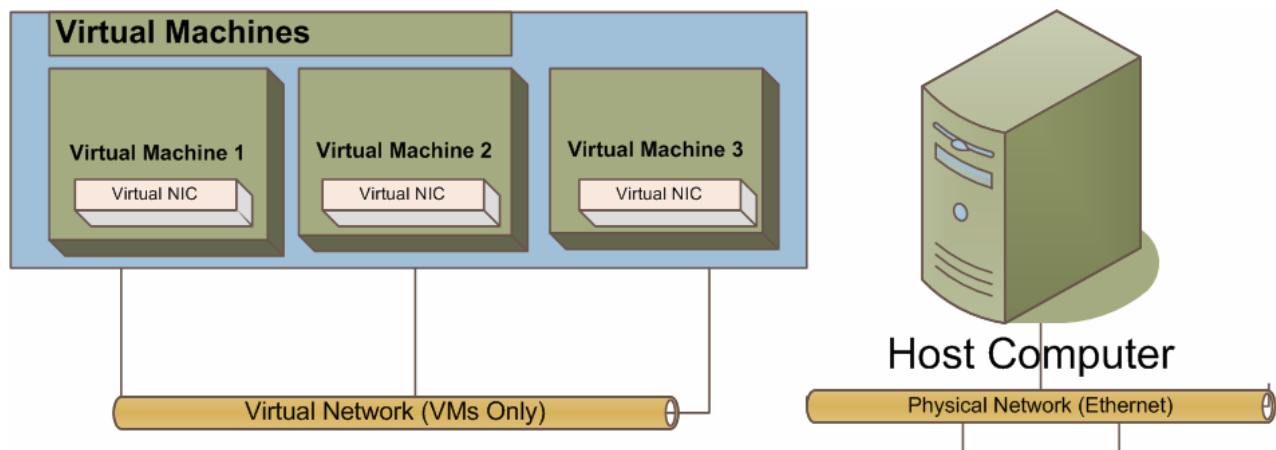 Virtual Machines
Virtual Machine 1
Virtual NIC
Virtual Machine 2
Virtual NIC
Virtual Machine 3
Virtual NIC
Host Computer
Virtual Network (VMs Only)
Physical Network (Ethernet)